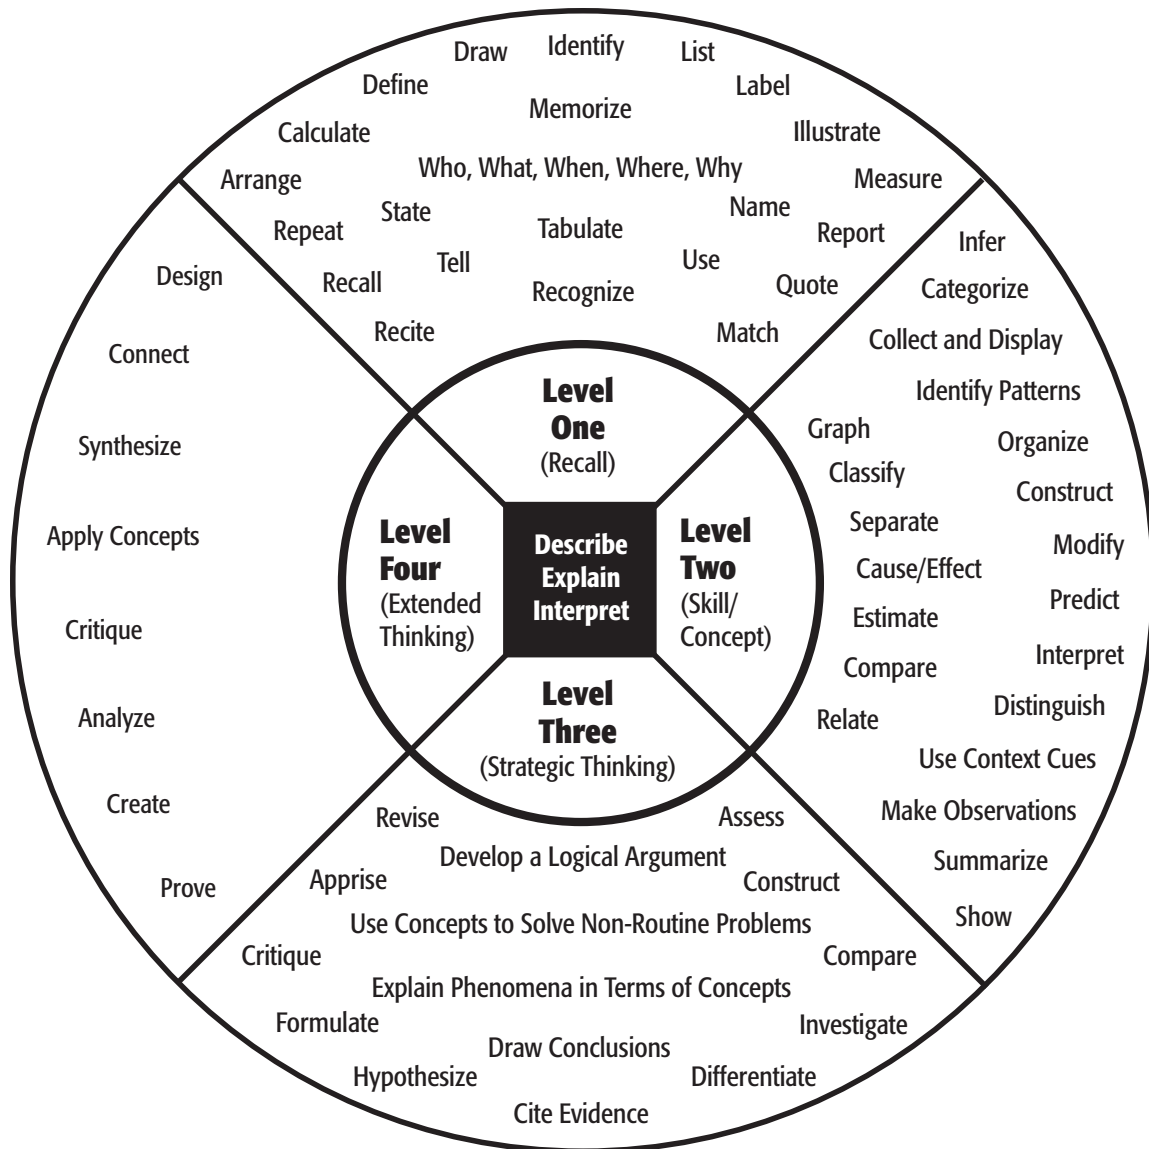 Draw
Identify
List
Define
Label
Memorize
Calculate
Illustrate
Who, What, When, Where, Why
Arrange
Measure
State
Name
Repeat
Tabulate
Report
Tell
Use
Recall
Quote
Recognize
Recite
Match
Level
One
(Recall)
Infer
Categorize
Collect and Display
Identify Patterns
Graph
Organize
Classify
Construct
Separate
Modify
Cause/Effect
Predict
Estimate
Interpret
Compare
Distinguish
Relate
Use Context Cues
Make Observations
Summarize
Show
Level
Two
(Skill/
Concept)
Describe
Explain
Interpret
Level
Three
(Strategic Thinking)
Revise
Assess
Develop a Logical Argument
Apprise
Construct
Use Concepts to Solve Non-Routine Problems
Critique
Compare
Explain Phenomena in Terms of Concepts
Formulate
Investigate
Draw Conclusions
Hypothesize
Differentiate
Cite Evidence
Level
Four
(Extended
Thinking)
Design
Connect
Synthesize
Apply Concepts
Critique
Analyze
Create
Prove